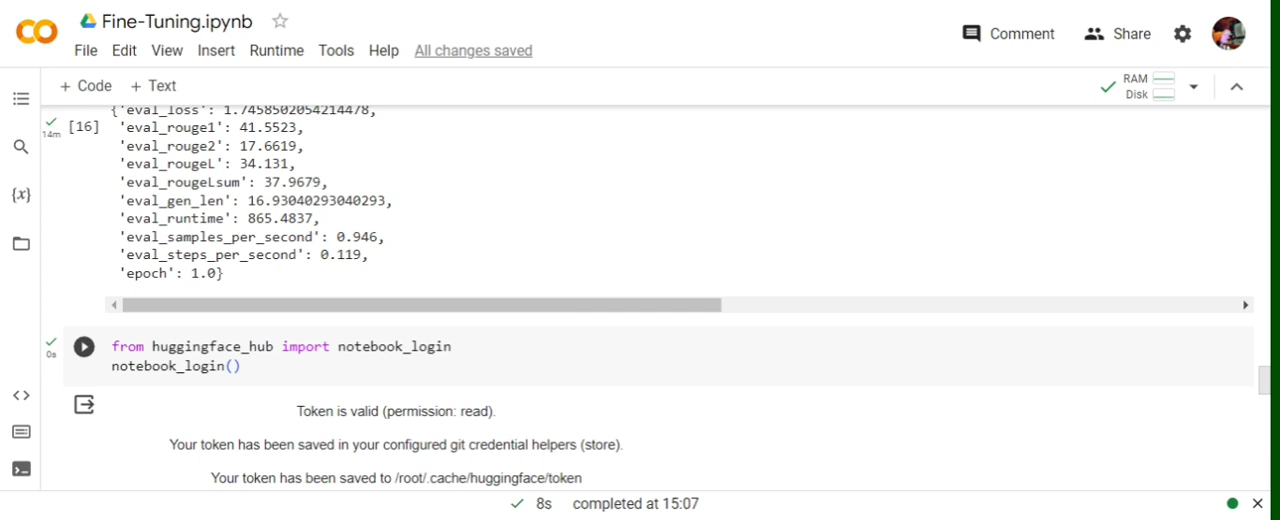 Fine-Tuning.ipynb
File Edit View Insert Runtime Tools Help All changes saved
Comment Share
+ Code + Text
RAM
Disk
{'eval_loss': 1.7458502054214478,
[16]
14m
'eval_rouge1': 41.5523,
'eval_rouge2': 17.6619,
'eval_rougeL': 34.131,
'eval_rougeLsum': 37.9679,
'eval_gen_len': 16.93040293040293,
'eval_runtime': 865.4837,
'eval_samples_per_second': 0.946,
'eval_steps_per_second': 0.119,
'epoch': 1.0}
0s
from huggingface_hub import notebook_login
notebook_login()
Token is valid (permission: read).
Your token has been saved in your configured git credential helpers (store).
Your token has been saved to /root/.cache/huggingface/token
8s completed at 15:07